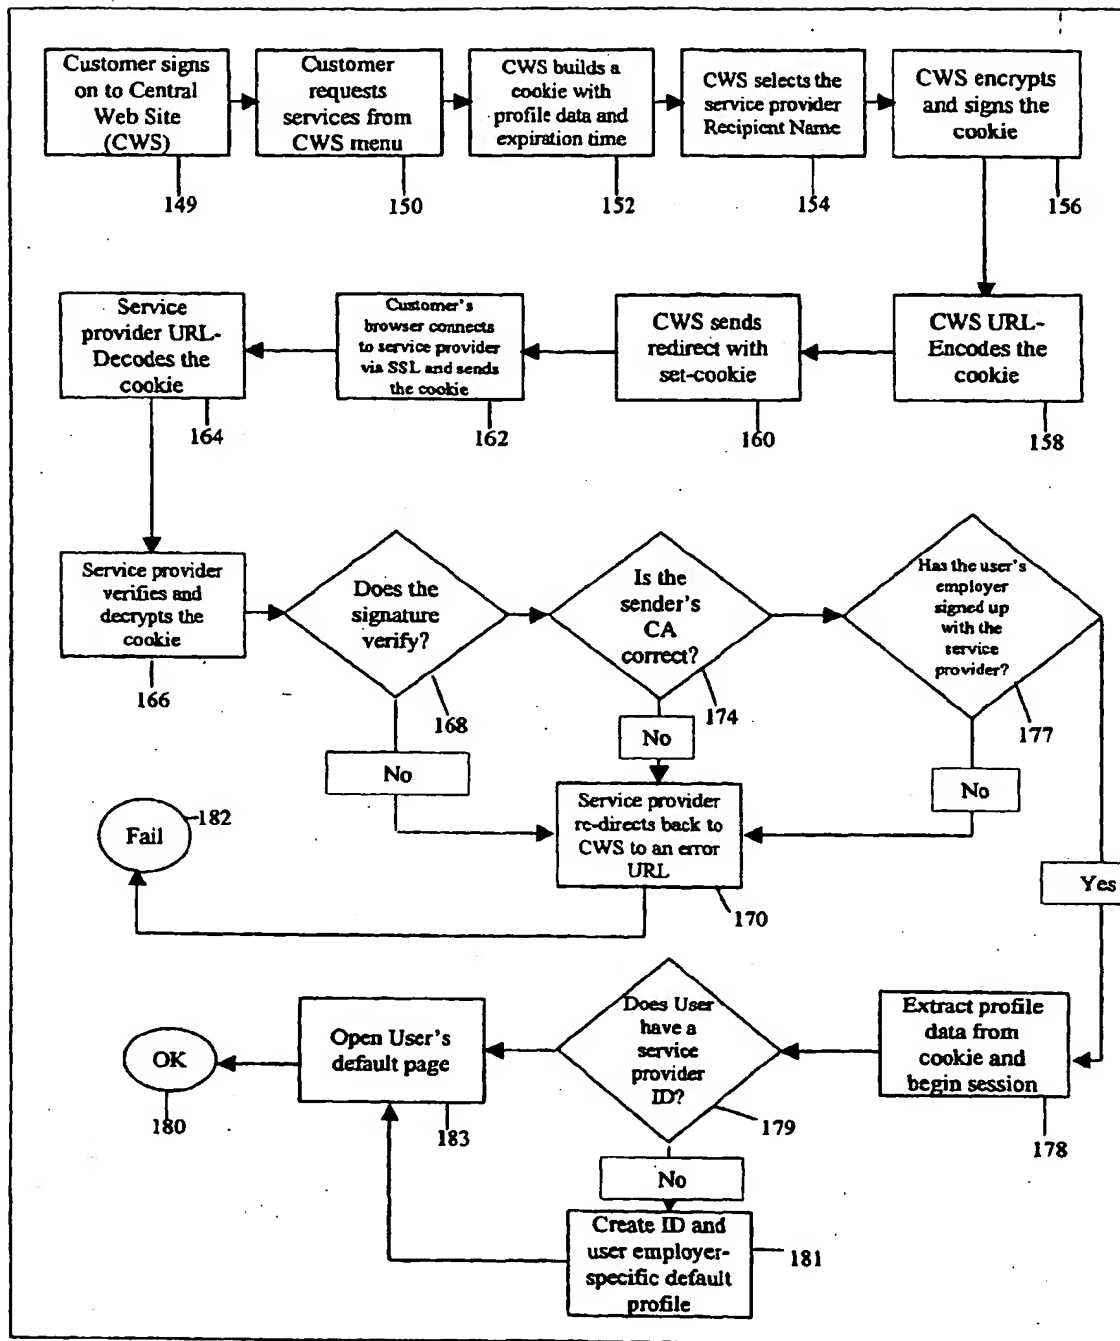 Customer signs
on to Central
Web Site
(CWS)
149
Customer
requests
services from
CWS menu
150
CWS builds a
cookie with
profile data and
expiration time
152
CWS selects the
service provider
Recipient Name
154
CWS encrypts
and signs the
cookie
156
Service
provider URL-
Decodes the
cookie
164
Customer's
browser connects
to service provider
via SSL and sends
the cookie
162
CWS sends
redirect with
set-cookie
160
CWS URL-
Encodes the
cookie
158
Service provider
verifies and
decrypts the
cookie
166
Does the
signature
verify?
168
No
Is the
sender's
CA
correct?
174
No
Has the user's
employer
signed up
with the
service
provider?
177
No
Yes
Fail
182
Service provider
re-directs back to
CWS to an error
URL
170
OK
180
Open User's
default page
183
Does User
have a
service
provider
ID?
179
No
Extract profile
data from
cookie and
begin session
178
Create ID and
user employer-
specific default
profile
181